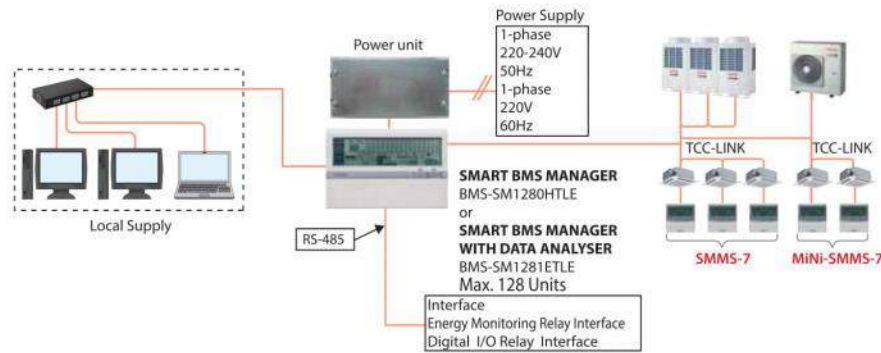 Power Supply
1-phase
220-240V
50Hz
1-phase
220V
60Hz
Power unit
Local Supply
SMART BMS MANAGER
BMS-SM1280HTLE
or
SMART BMS MANAGER
WITH DATA ANALYSER
BMS-SM1281ETLE
Max. 128 Units
RS-485
Interface
Energy Monitoring Relay Interface
Digital I/O Relay Interface
TCC-LINK
TCC-LINK
SMMS-7
MiNi-SMMS-7